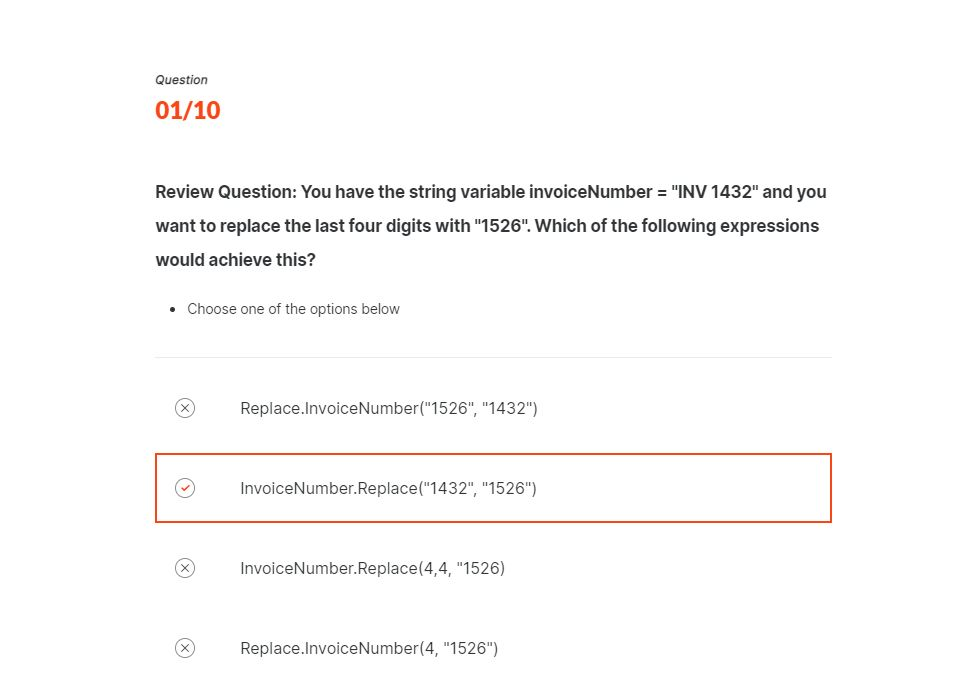 Question
01/10
Review Question: You have the string variable invoiceNumber = "INV 1432" and you
want to replace the last four digits with "1526". Which of the following expressions
would achieve this?
• Choose one of the options below
Replace.InvoiceNumber("1526", "1432")
InvoiceNumber.Replace("1432", "1526")
InvoiceNumber.Replace(4,4, "1526)
Replace.InvoiceNumber(4, "1526")